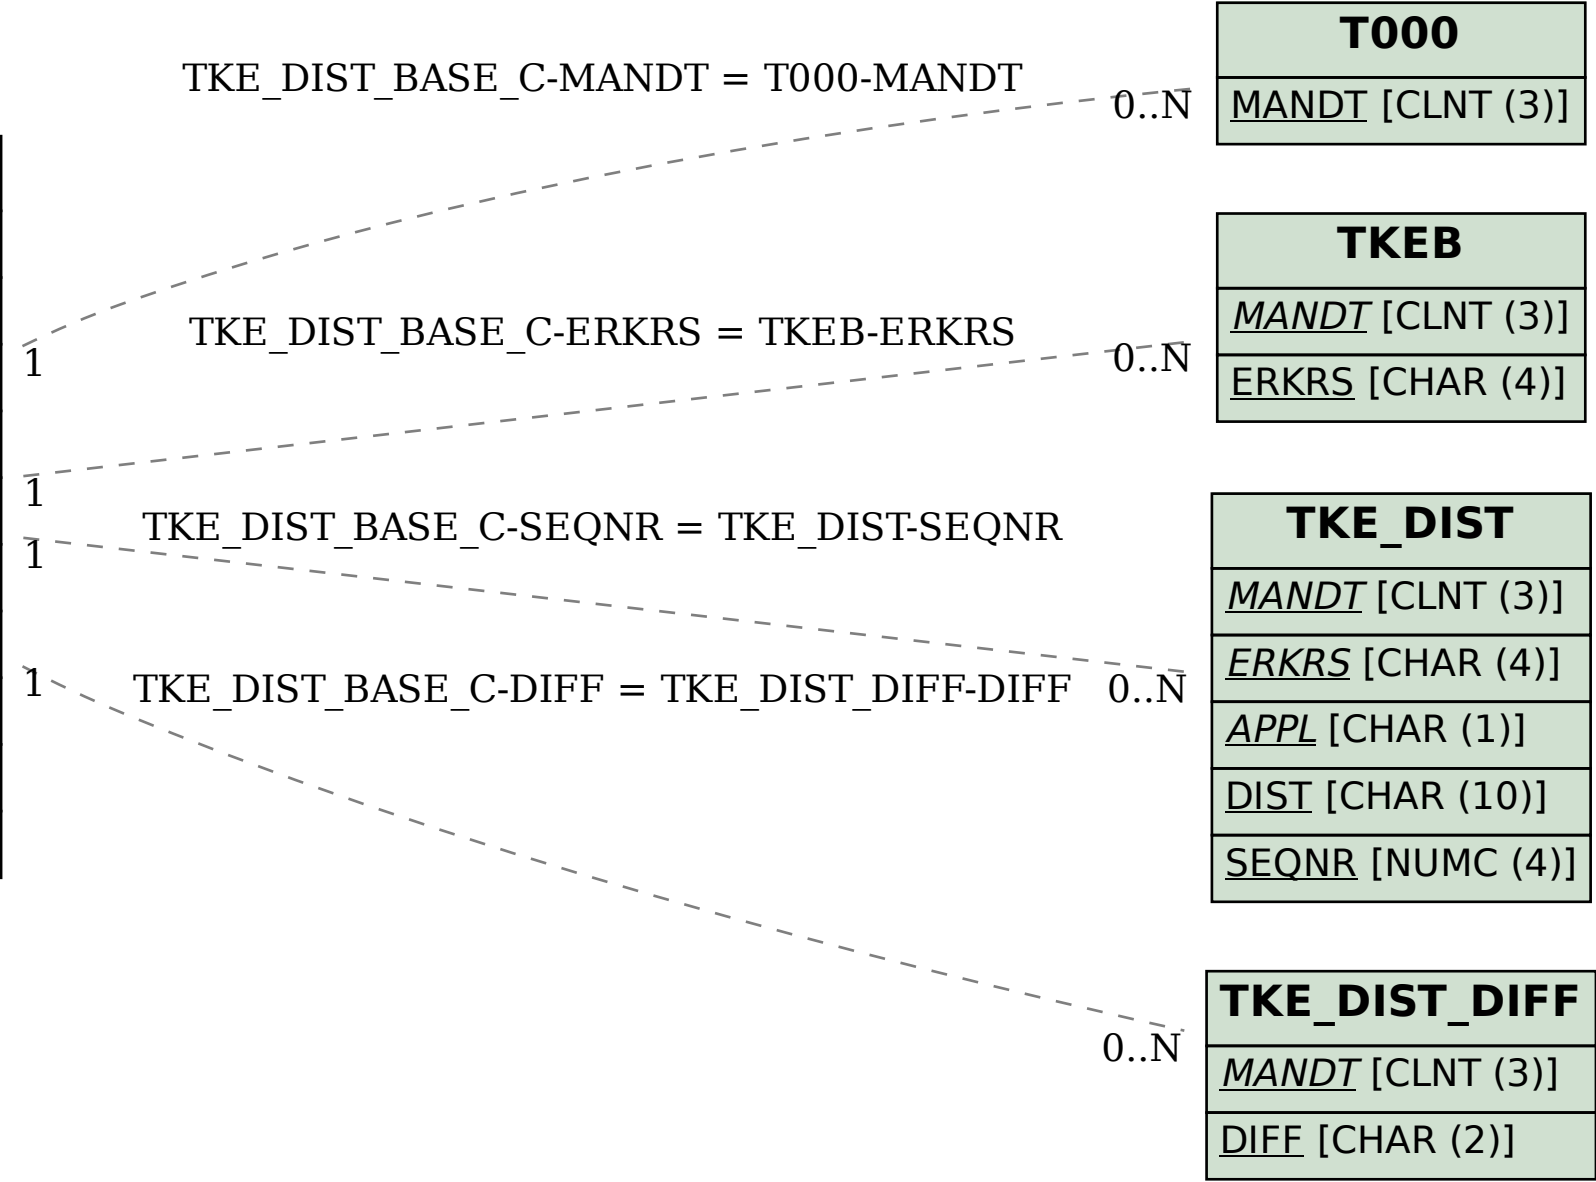 T000
TKE_DIST_BASE_C-MANDT = T000-MANDT
0..N
MANDT [CLNT (3)]
TKEB
MANDT [CLNT (3)]
TKE_DIST_BASE_C-ERKRS = TKEB-ERKRS
0..N
1
ERKRS [CHAR (4)]
1
TKE_DIST_BASE_C-SEQNR = TKE_DIST-SEQNR
TKE_DIST
1
MANDT [CLNT (3)]
ERKRS [CHAR (4)]
1
TKE_DIST_BASE_C-DIFF = TKE_DIST_DIFF-DIFF
0..N
APPL [CHAR (1)]
DIST [CHAR (10)]
SEQNR [NUMC (4)]
TKE_DIST_DIFF
0..N
MANDT [CLNT (3)]
DIFF [CHAR (2)]